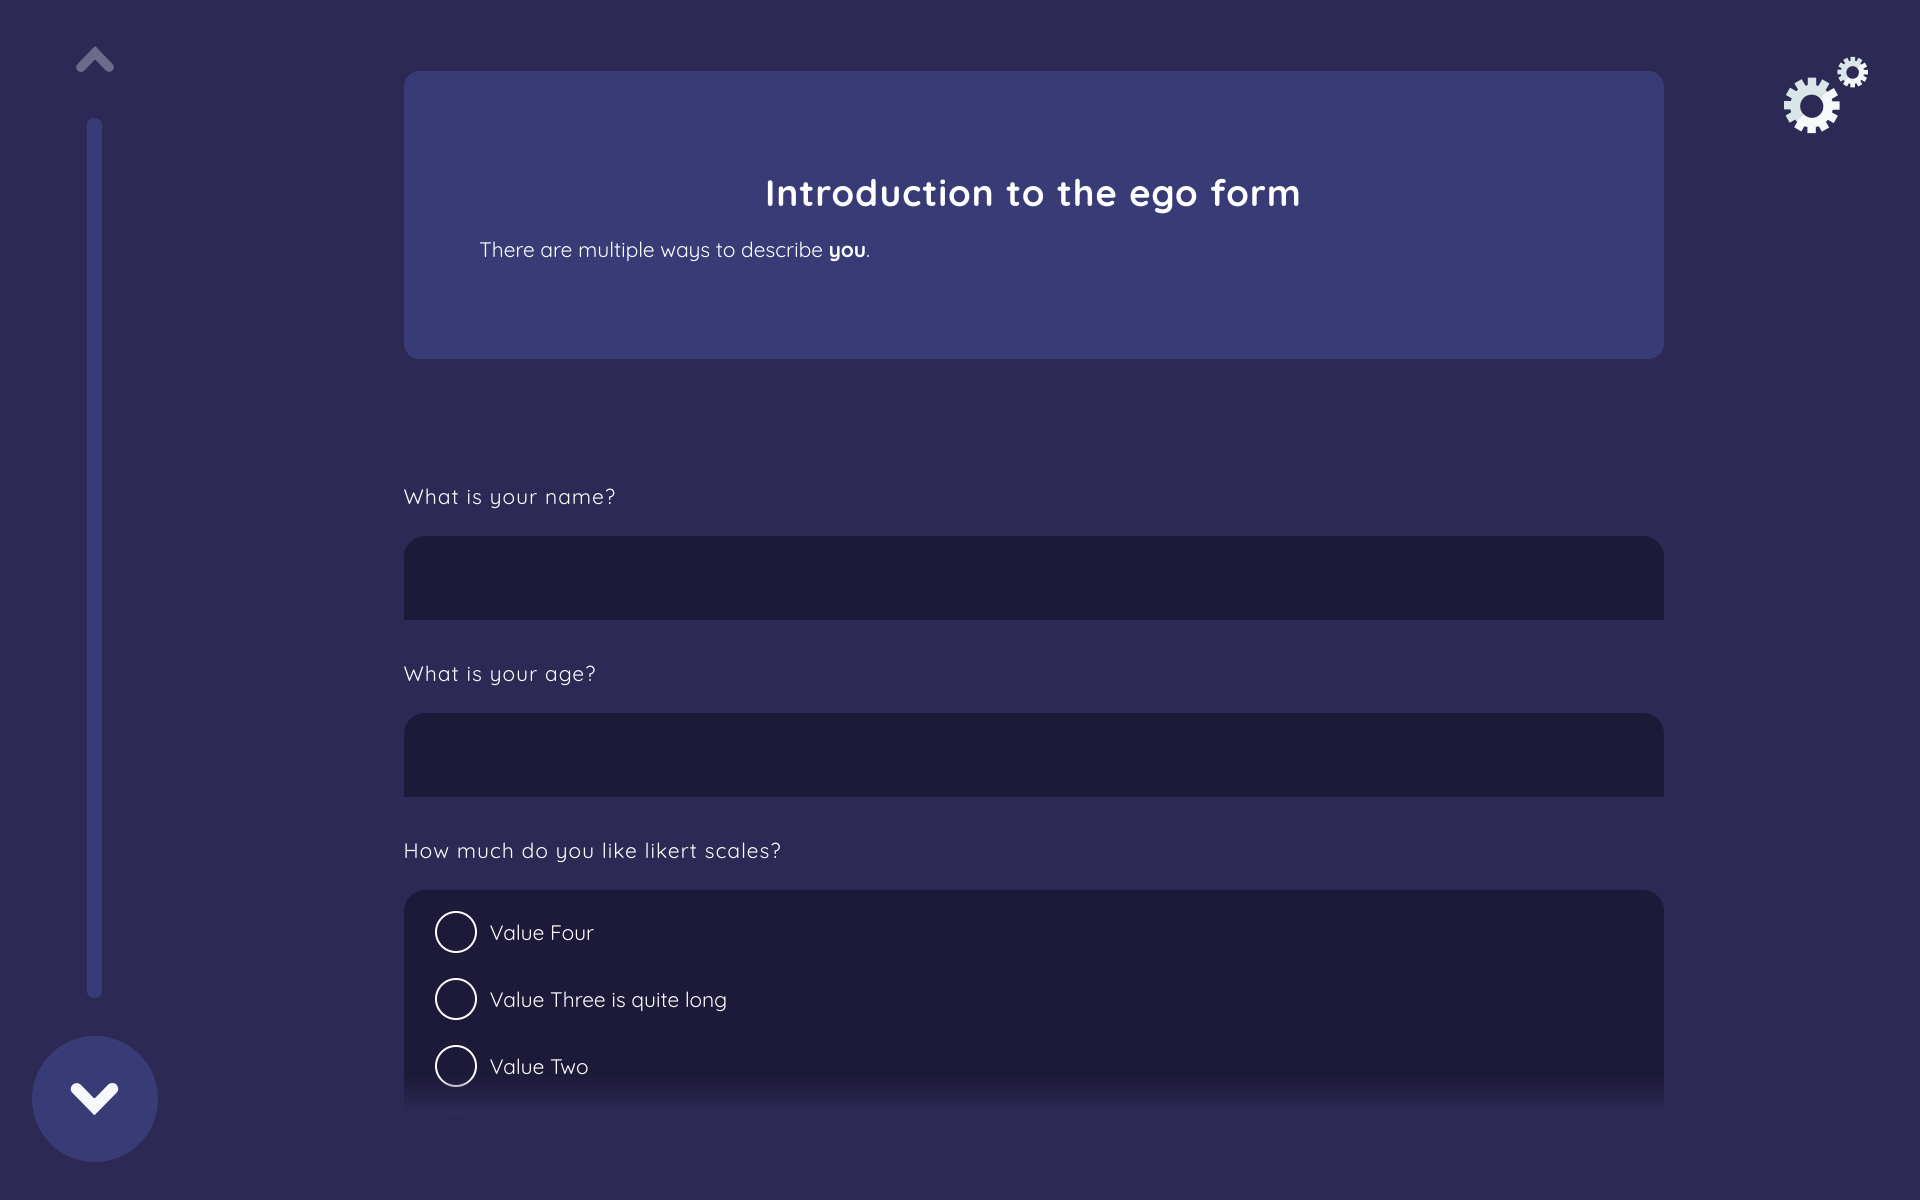 Introduction to the ego form
There are multiple ways to describe you.
What is your name?
What is your age?
How much do you like likert scales?
Value Four
Value Three is quite long
Value Two